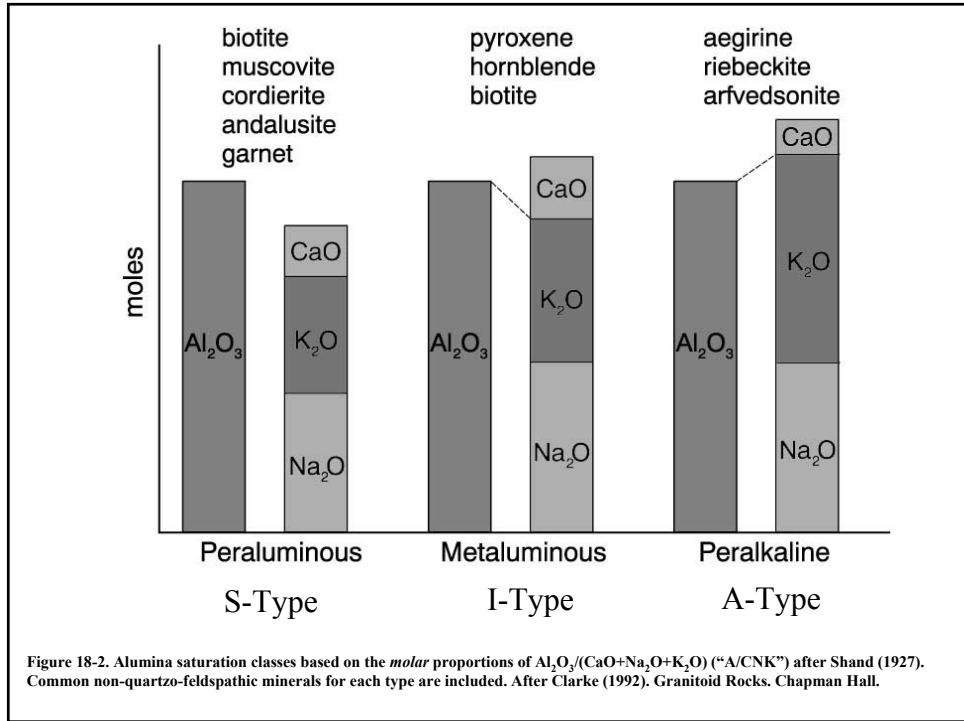 biotite
muscovite
cordierite
andalusite
garnet
pyroxene
hornblende
biotite
aegirine
riebeckite
arfvedsonite
moles
Al₂O₃
CaO
K₂O
Na₂O
Al₂O₃
CaO
K₂O
Na₂O
Al₂O₃
CaO
K₂O
Na₂O
Peraluminous
Metaluminous
Peralkaline
S-Type
I-Type
A-Type
Figure 18-2. Alumina saturation classes based on the molar proportions of Al₂O₃/(CaO+Na₂O+K₂O) (“A/CNK”) after Shand (1927).
Common non-quartzo-feldspathic minerals for each type are included. After Clarke (1992). Granitoid Rocks. Chapman Hall.